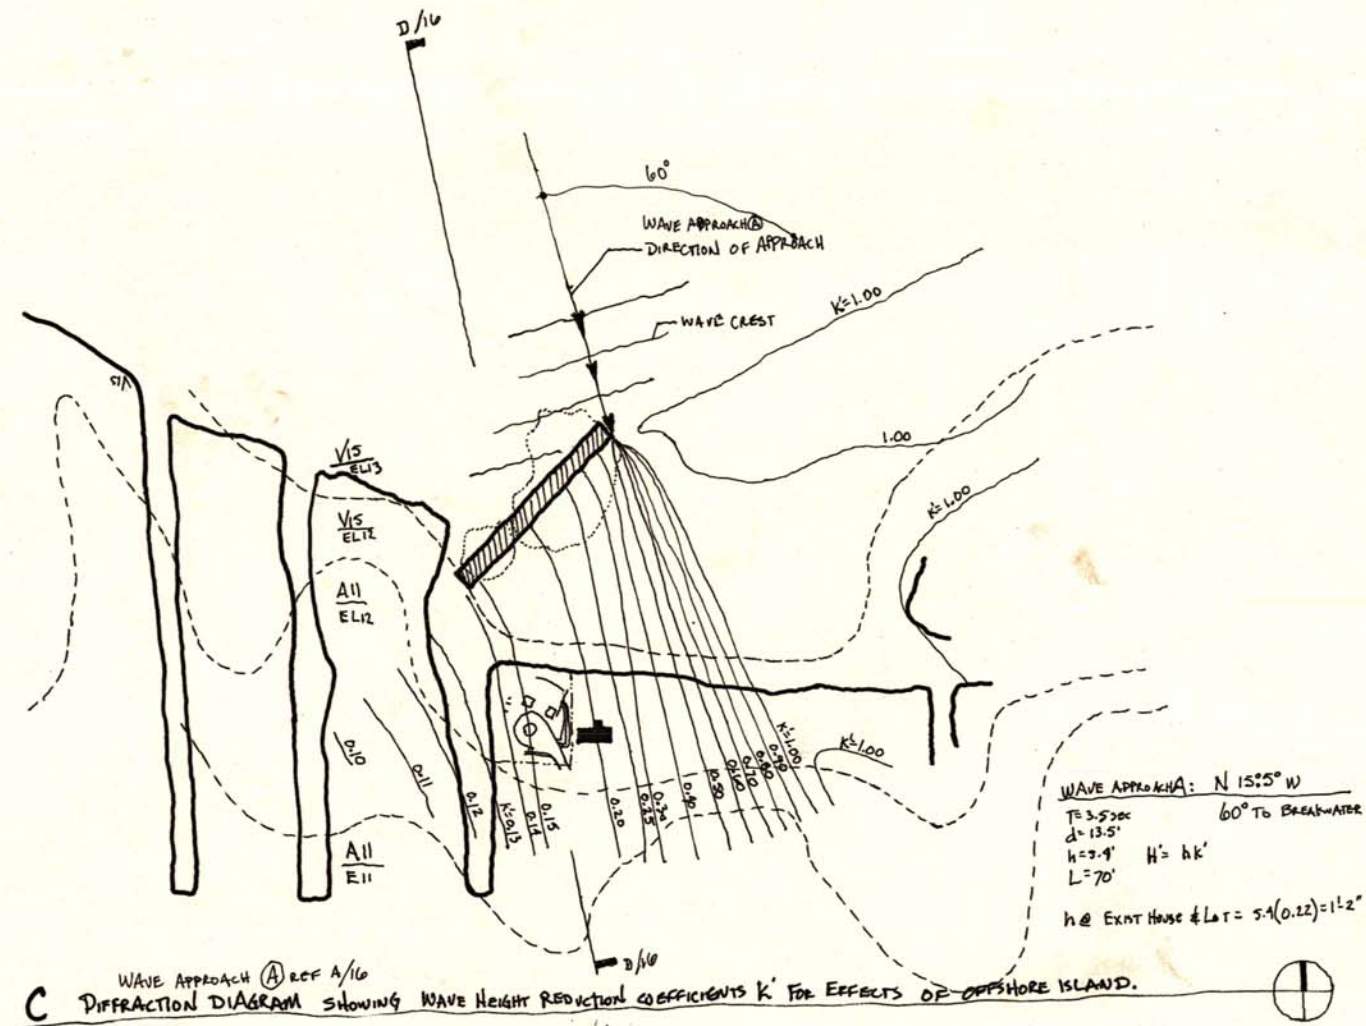 D/16
60°
WAVE APPROACH Ⓐ
DIRECTION OF APPROACH
K'=1.00
WAVE CREST
1.00
V15
EL13
K'=1.00
V15
EL12
A11
EL12
0.10
0.11
0.12
K'=0.13
0.14
0.15
0.20
0.25
0.30
0.40
0.50
0.60
0.70
0.80
0.90
K'=1.00
K'=1.00
A11
E11
WAVE APPROACH A: N 15.5° W
T=3.5 sec 60° TO BREAKWATER
d=13.5'
h=5.4' H'= hk'
L=70'
h @ EXIST HOUSE & LOT = 5.4(0.22)=1'-2"
D/16
WAVE APPROACH Ⓐ REF A/16
C DIFFRACTION DIAGRAM SHOWING WAVE HEIGHT REDUCTION COEFFICIENTS K' FOR EFFECTS OF OFFSHORE ISLAND.